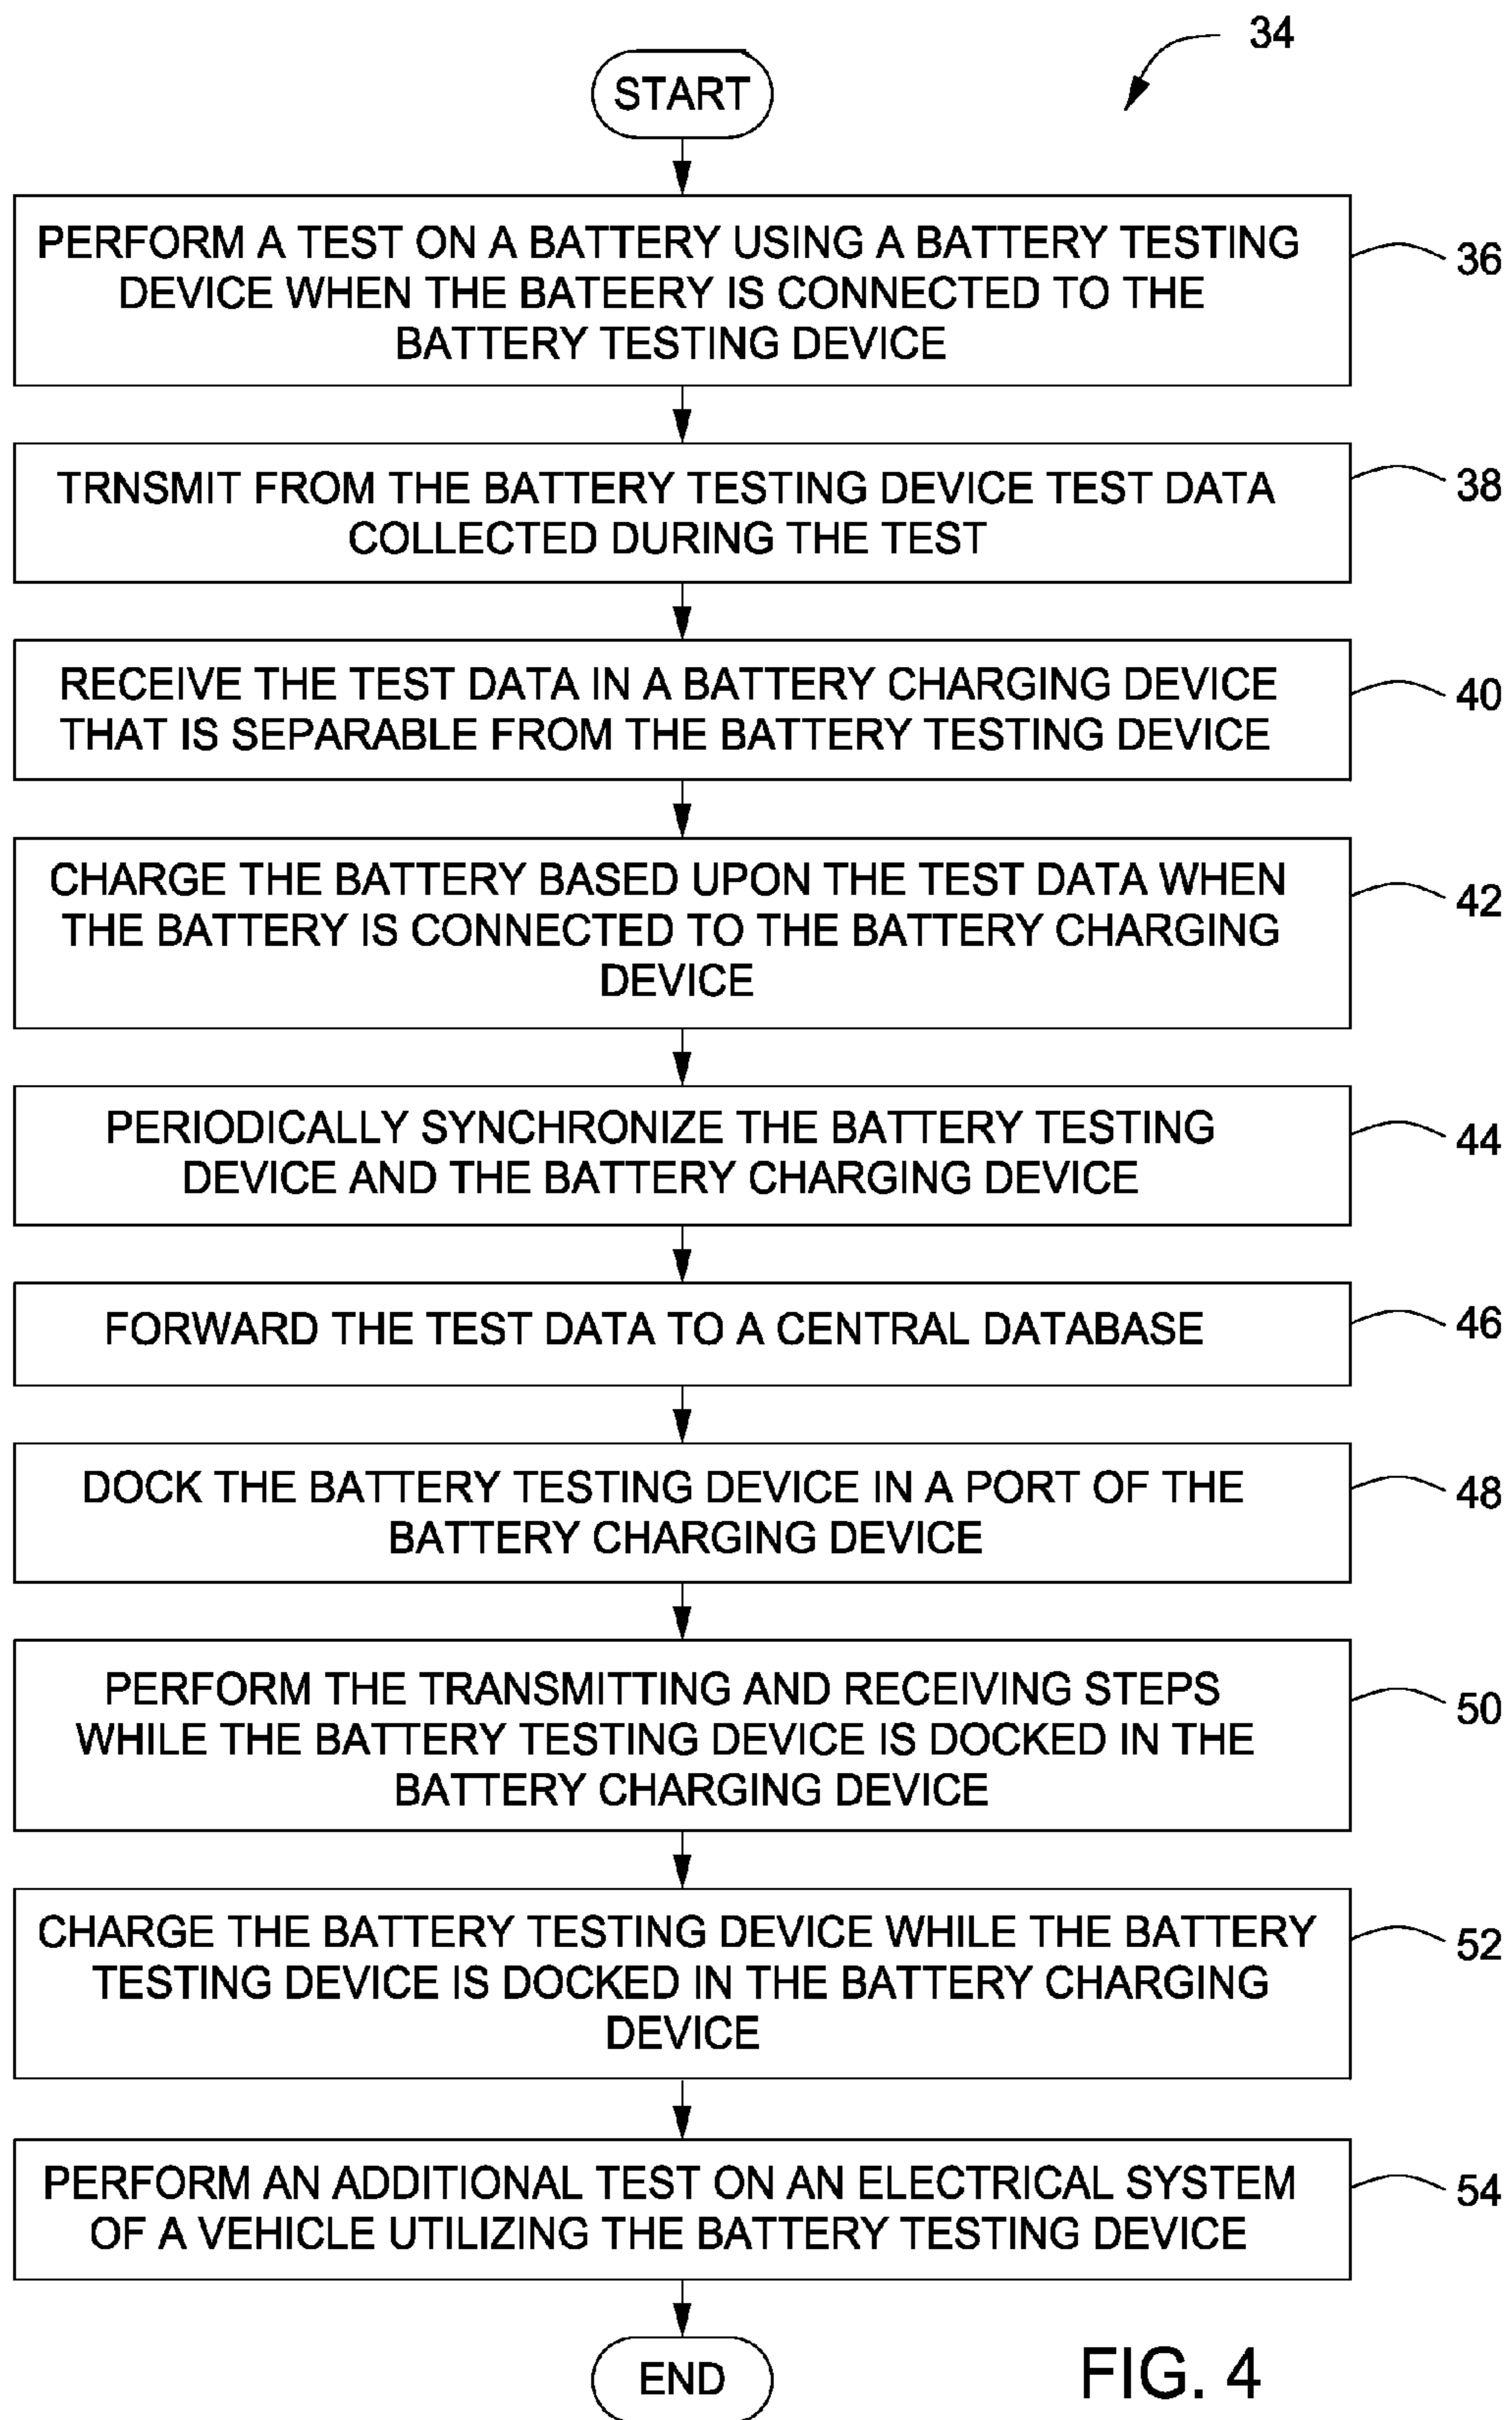 34
START
PERFORM A TEST ON A BATTERY USING A BATTERY TESTING
DEVICE WHEN THE BATEERY IS CONNECTED TO THE
BATTERY TESTING DEVICE
36
TRNSMIT FROM THE BATTERY TESTING DEVICE TEST DATA
COLLECTED DURING THE TEST
38
RECEIVE THE TEST DATA IN A BATTERY CHARGING DEVICE
THAT IS SEPARABLE FROM THE BATTERY TESTING DEVICE
40
CHARGE THE BATTERY BASED UPON THE TEST DATA WHEN
THE BATTERY IS CONNECTED TO THE BATTERY CHARGING
DEVICE
42
PERIODICALLY SYNCHRONIZE THE BATTERY TESTING
DEVICE AND THE BATTERY CHARGING DEVICE
44
FORWARD THE TEST DATA TO A CENTRAL DATABASE
46
DOCK THE BATTERY TESTING DEVICE IN A PORT OF THE
BATTERY CHARGING DEVICE
48
PERFORM THE TRANSMITTING AND RECEIVING STEPS
WHILE THE BATTERY TESTING DEVICE IS DOCKED IN THE
BATTERY CHARGING DEVICE
50
CHARGE THE BATTERY TESTING DEVICE WHILE THE BATTERY
TESTING DEVICE IS DOCKED IN THE BATTERY CHARGING
DEVICE
52
PERFORM AN ADDITIONAL TEST ON AN ELECTRICAL SYSTEM
OF A VEHICLE UTILIZING THE BATTERY TESTING DEVICE
54
END
FIG. 4